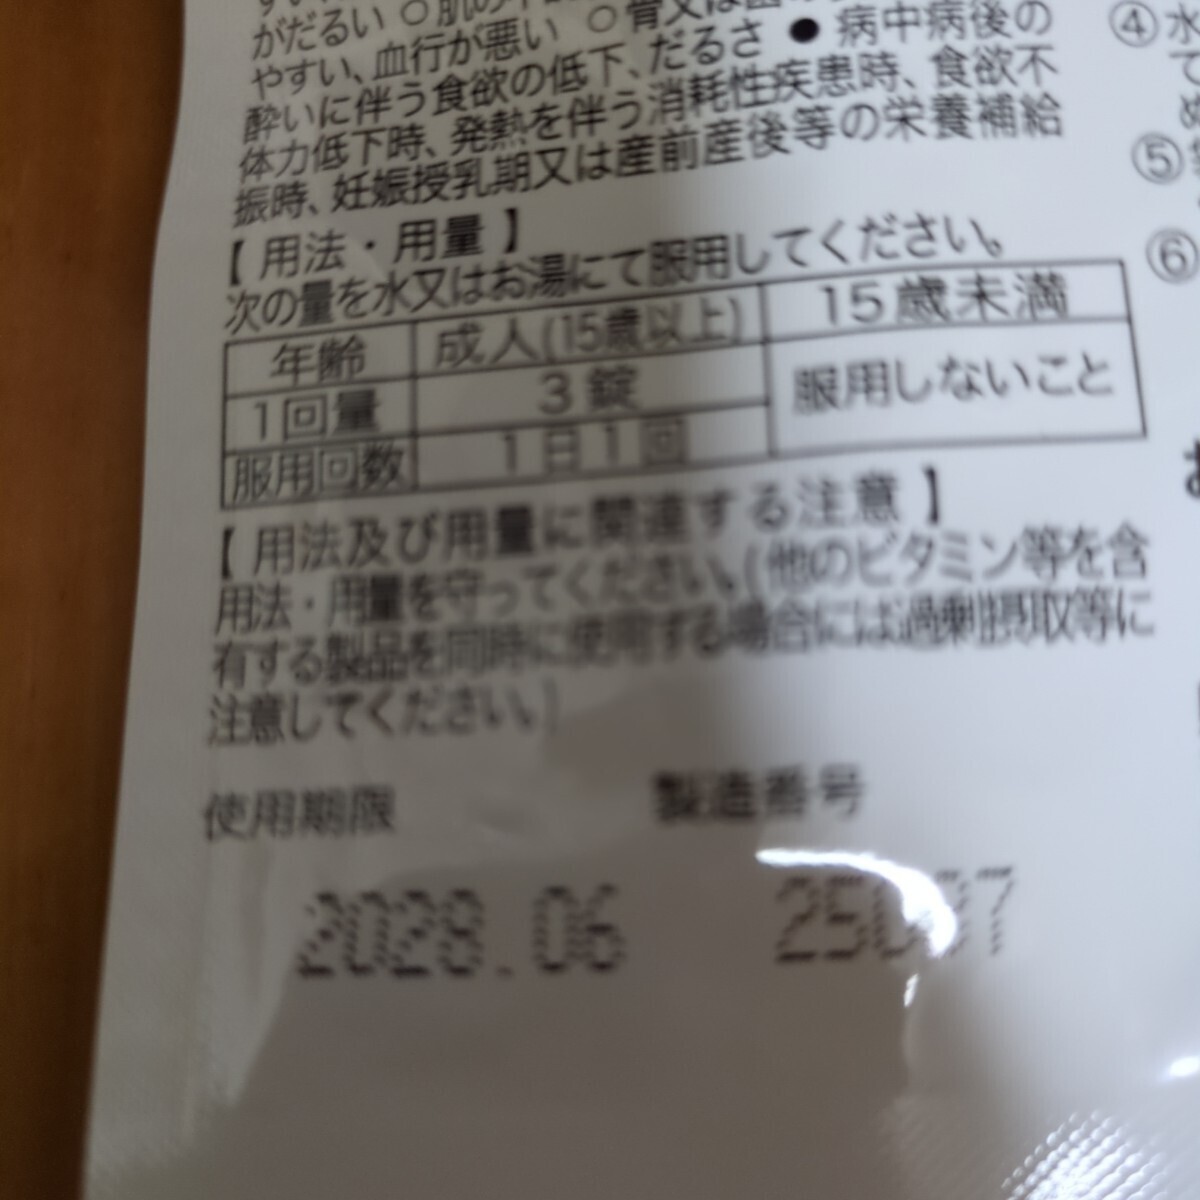 がだるい ○肌の
やすい、血行が悪い ○骨又は歯の
酔いに伴う食欲の低下、だるさ ●病中病後の
体力低下時、発熱を伴う消耗性疾患時、食欲不
振時、妊娠授乳期又は産前産後等の栄養補給
【用法・用量】
次の量を水又はお湯にて服用してください。
年齢 成人(15歳以上) 15歳未満
1回量 3錠 服用しないこと
服用回数 1日1回
【用法及び用量に関連する注意】
用法・用量を守ってください。(他のビタミン等を含
有する製品を同時に使用する場合には過剰摂取等に
注意してください。)
使用期限 製造番号
2028.06
④水
て
ぬ
⑤
⑥